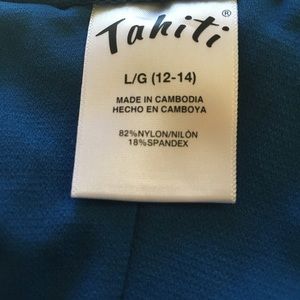 Tahiti®
L/G (12-14)
MADE IN CAMBODIA
HECHO EN CAMBOYA
82%NYLON/NILÓN
18%SPANDEX